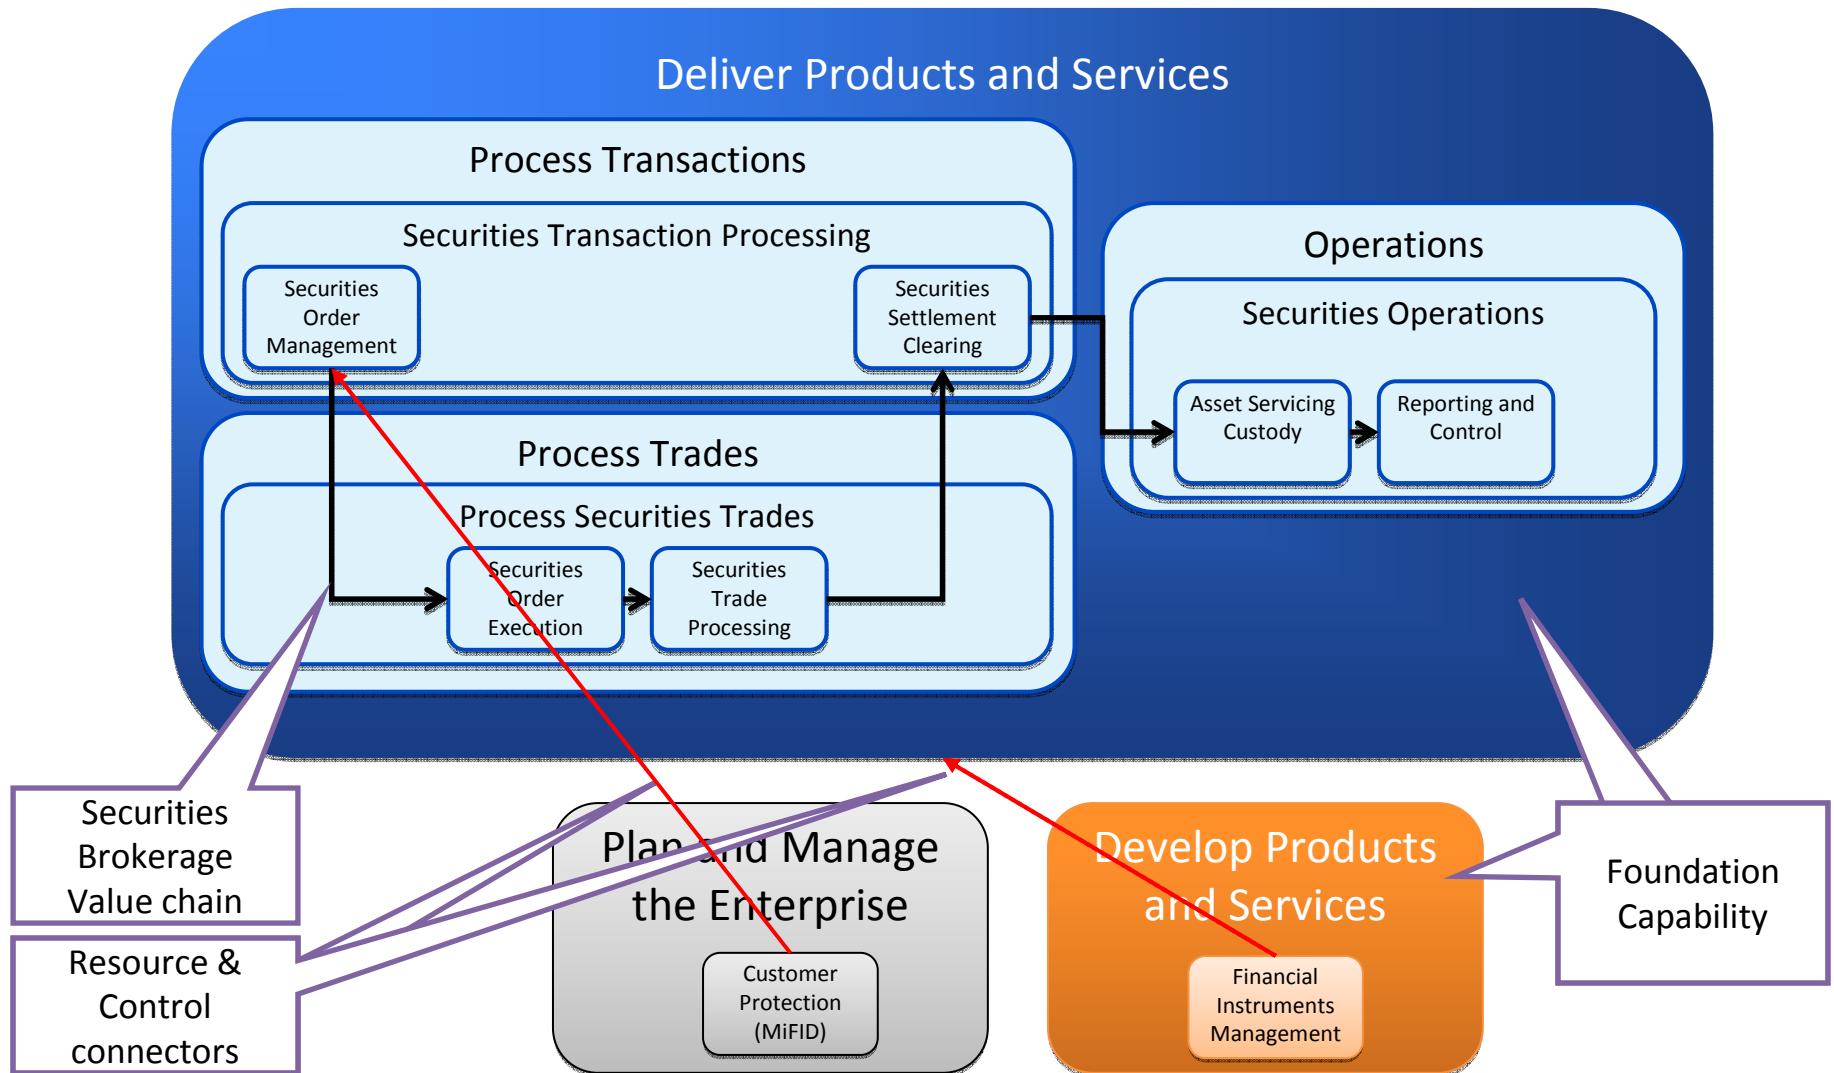 Deliver Products and Services
Process Transactions
Securities Transaction Processing
Securities
Order
Management
Securities
Settlement
Clearing
Operations
Securities Operations
Asset Servicing
Custody
Reporting and
Control
Process Trades
Process Securities Trades
Securities
Order
Execution
Securities
Trade
Processing
Securities
Brokerage
Value chain
Resource &
Control
connectors
Plan and Manage
the Enterprise
Customer
Protection
(MiFID)
Develop Products
and Services
Financial
Instruments
Management
Foundation
Capability